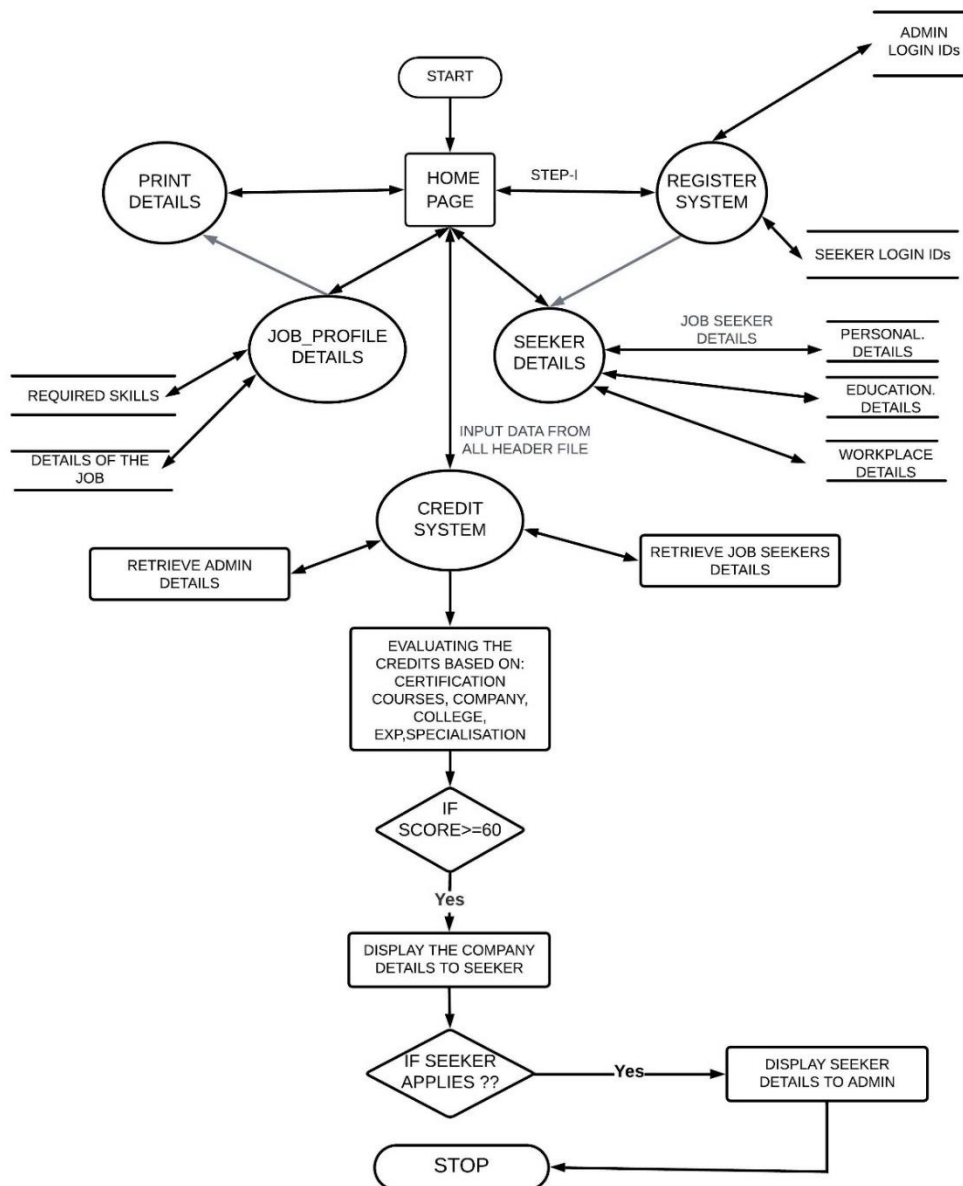 ADMIN
LOGIN IDs
START
PRINT
DETAILS
HOME
PAGE
STEP-I
REGISTER
SYSTEM
SEEKER LOGIN IDs
JOB_PROFILE
DETAILS
SEEKER
DETAILS
JOB SEEKER
DETAILS
PERSONAL.
DETAILS
EDUCATION.
DETAILS
WORKPLACE
DETAILS
REQUIRED SKILLS
DETAILS OF THE
JOB
INPUT DATA FROM
ALL HEADER FILE
CREDIT
SYSTEM
RETRIEVE ADMIN
DETAILS
RETRIEVE JOB SEEKERS
DETAILS
EVALUATING THE
CREDITS BASED ON:
CERTIFICATION
COURSES, COMPANY,
COLLEGE,
EXP,SPECIALISATION
IF
SCORE>=60
Yes
DISPLAY THE COMPANY
DETAILS TO SEEKER
IF SEEKER
APPLIES ??
Yes
DISPLAY SEEKER
DETAILS TO ADMIN
STOP